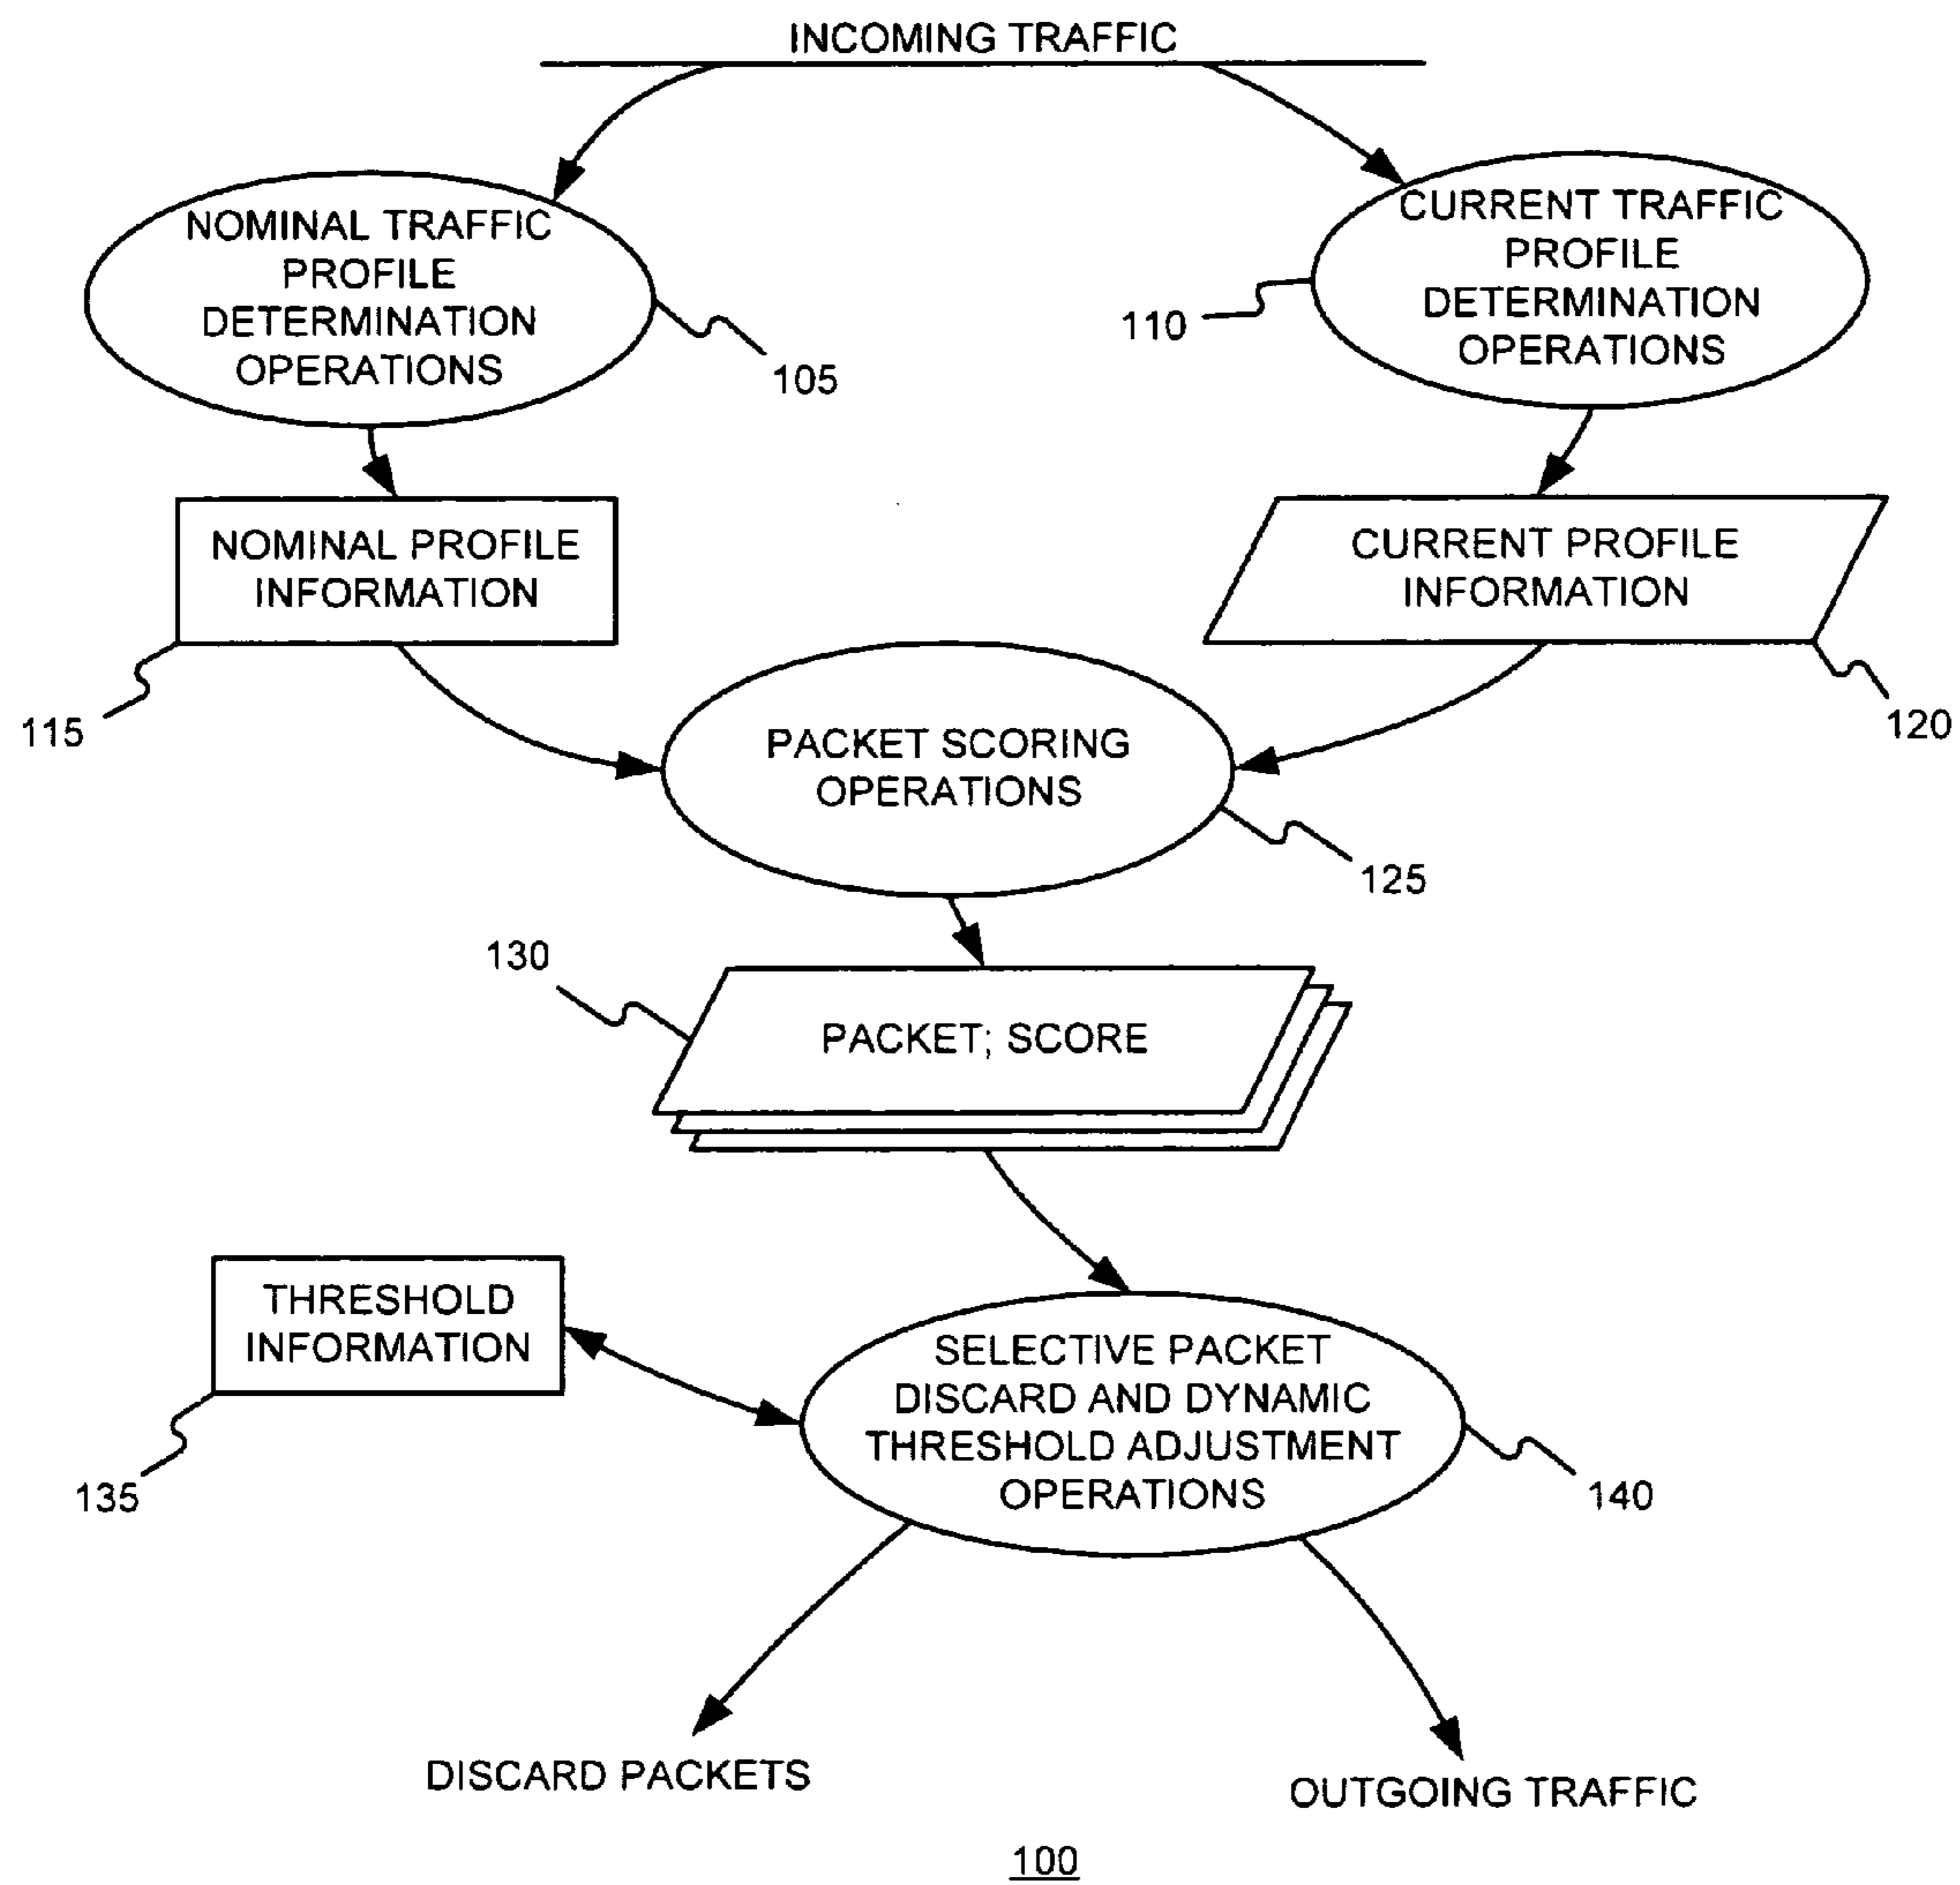 INCOMING TRAFFIC
NOMINAL TRAFFIC
PROFILE
DETERMINATION
OPERATIONS
105
CURRENT TRAFFIC
PROFILE
DETERMINATION
OPERATIONS
110
NOMINAL PROFILE
INFORMATION
115
CURRENT PROFILE
INFORMATION
120
PACKET SCORING
OPERATIONS
125
130
PACKET; SCORE
THRESHOLD
INFORMATION
135
SELECTIVE PACKET
DISCARD AND DYNAMIC
THRESHOLD ADJUSTMENT
OPERATIONS
140
DISCARD PACKETS
OUTGOING TRAFFIC
100